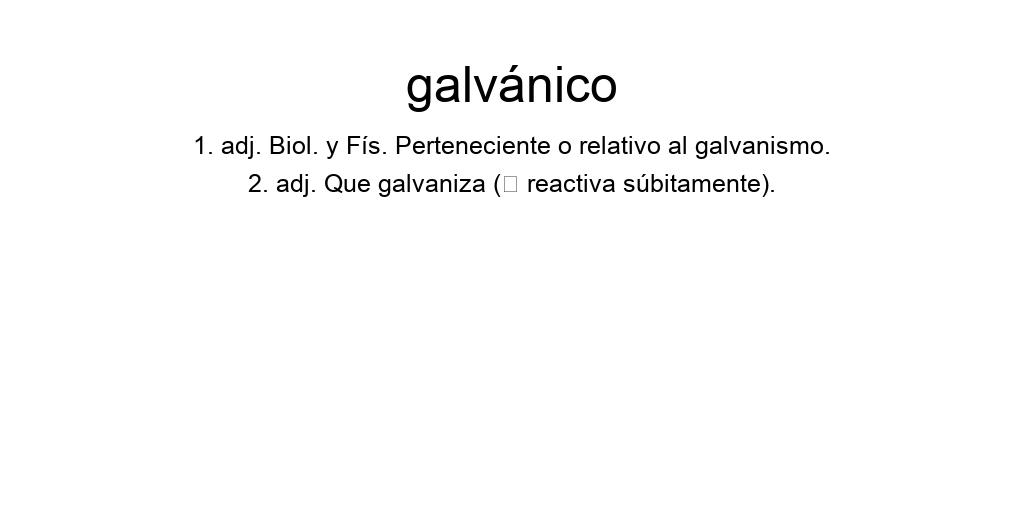 galvánico
1. adj. Biol. y Fís. Perteneciente o relativo al galvanismo.
2. adj. Que galvaniza (□ reactiva súbitamente).